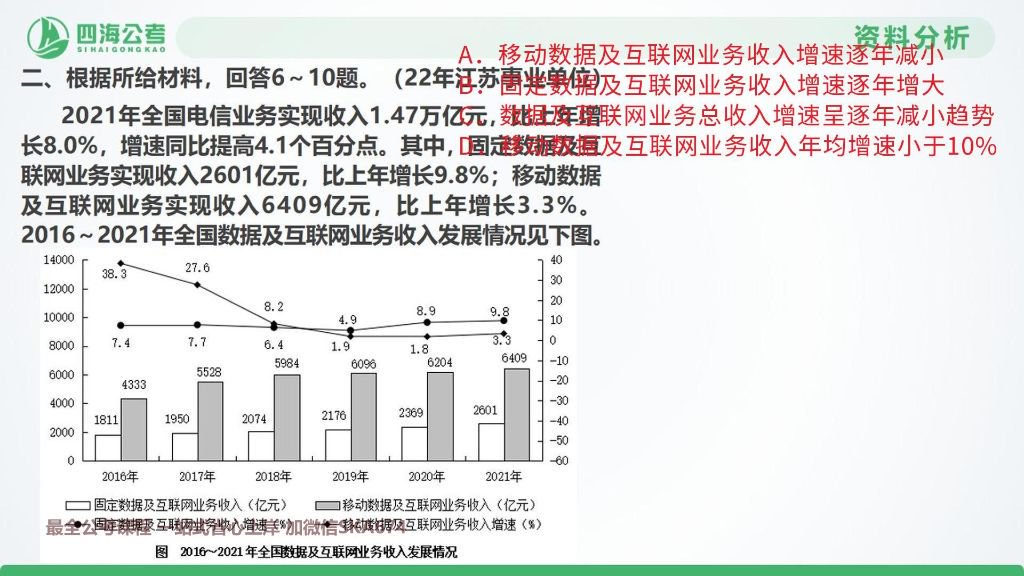 四海公考
SIHAIGONGKAO
资料分析
二、根据所给材料，回答6～10题。（22年江苏事业单位）
2021年全国电信业务实现收入1.47万亿元，比上年增
长8.0%，增速同比提高4.1个百分点。其中，固定数据及互
联网业务实现收入2601亿元，比上年增长9.8%；移动数据
及互联网业务实现收入6409亿元，比上年增长3.3%。
2016～2021年全国数据及互联网业务收入发展情况见下图。
A．移动数据及互联网业务收入增速逐年减小
B．固定数据及互联网业务收入增速逐年增大
C．数据及互联网业务总收入增速呈逐年减小趋势
D．移动数据及互联网业务收入年均增速小于10%
14000 40
12000 30
10000 20
8000 10
6000 0
4000 -10
2000 -20
0 -30
-40
-50
-60
38.3 27.6 8.2 4.9 8.9 9.8
7.4 7.7 6.4 1.9 1.8 3.3
4333 5528 5984 6096 6204 6409
1811 1950 2074 2176 2369 2601
2016年 2017年 2018年 2019年 2020年 2021年
固定数据及互联网业务收入（亿元） 移动数据及互联网业务收入（亿元）
固定数据及互联网业务收入增速（%） 移动数据及互联网业务收入增速（%）
最全公考课程一站式省心上岸 加微信
图 2016～2021年全国数据及互联网业务收入发展情况